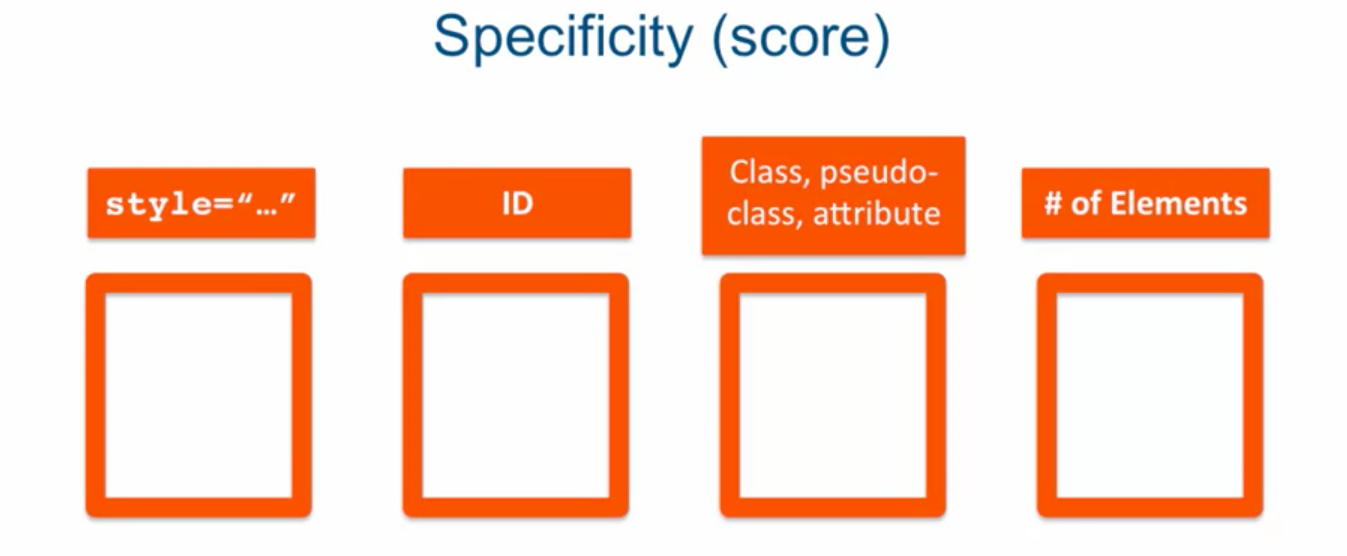 Specificity (score)
style=“…”
ID
Class, pseudo-
class, attribute
# of Elements